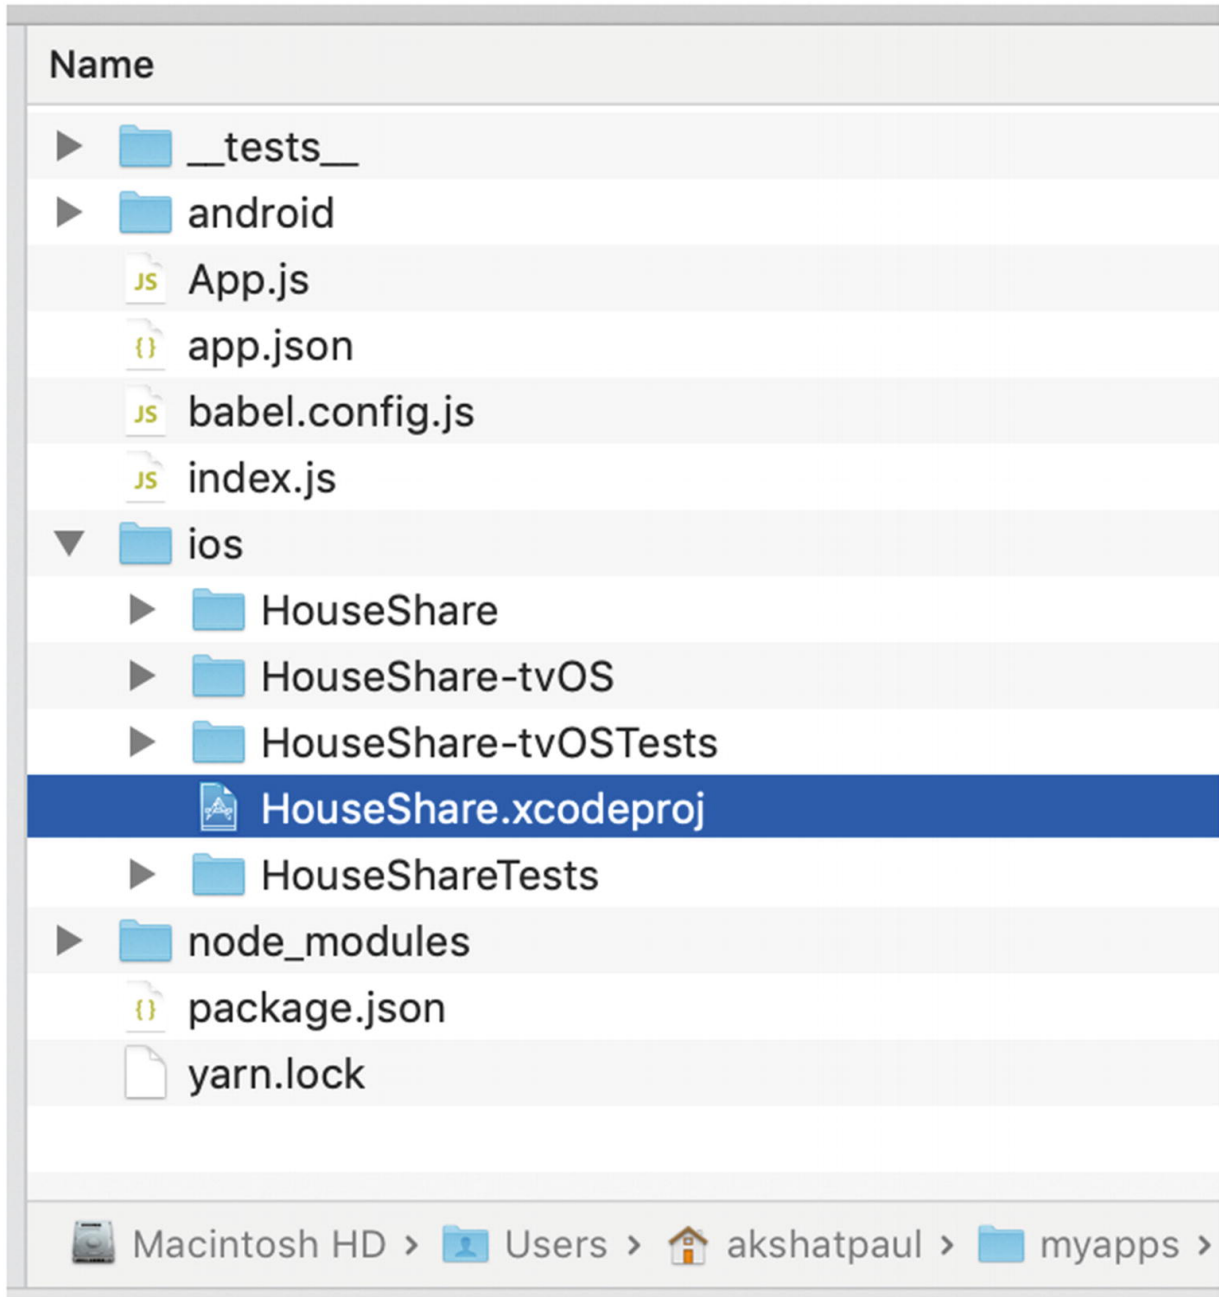 Name
__tests__
android
JS App.js
{} app.json
JS babel.config.js
JS index.js
ios
HouseShare
HouseShare-tvOS
HouseShare-tvOSTests
HouseShare.xcodeproj
HouseShareTests
node_modules
{} package.json
yarn.lock
Macintosh HD › Users › akshatpaul › myapps ›